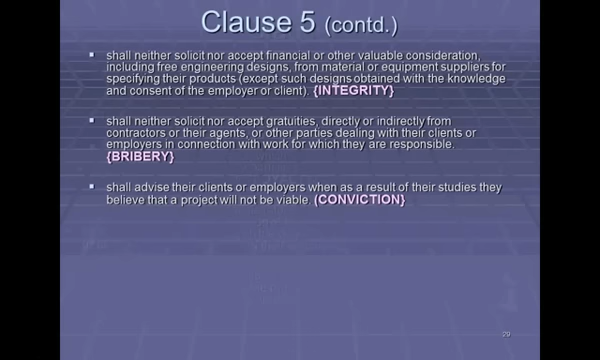 Clause 5 (contd.)
shall neither solicit nor accept financial or other valuable consideration,
including free engineering designs, from material or equipment suppliers for
specifying their products (except such designs obtained with the knowledge
and consent of the employer or client). {INTEGRITY}
shall neither solicit nor accept gratuities, directly or indirectly from
contractors or their agents, or other parties dealing with their clients or
employers in connection with work for which they are responsible.
{BRIBERY}
shall advise their clients or employers when as a result of their studies they
believe that a project will not be viable. (CONVICTION}
29